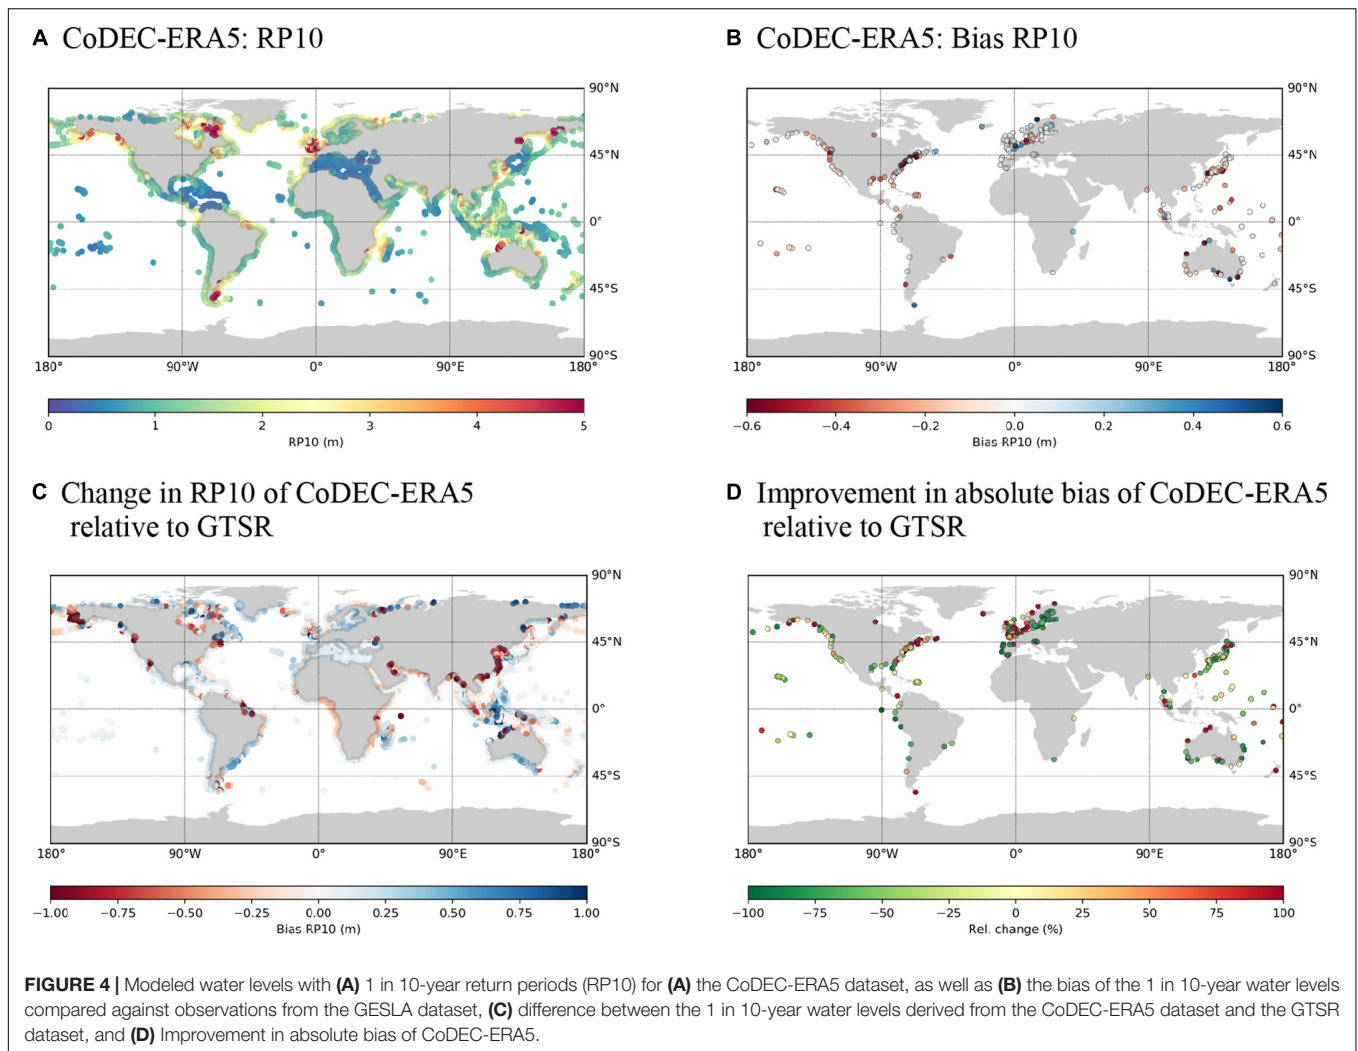 A CoDEC-ERA5: RP10
90°N
45°N
0°
45°S
90°S
180° 90°W 0° 90°E 180°
0 1 2 3 4 5
RP10 (m)
B CoDEC-ERA5: Bias RP10
90°N
45°N
0°
45°S
90°S
180° 90°W 0° 90°E 180°
−0.6 −0.4 −0.2 0.0 0.2 0.4 0.6
Bias RP10 (m)
C Change in RP10 of CoDEC-ERA5
relative to GTSR
90°N
45°N
0°
45°S
90°S
180° 90°W 0° 90°E 180°
−1.00 −0.75 −0.50 −0.25 0.00 0.25 0.50 0.75 1.00
Bias RP10 (m)
D Improvement in absolute bias of CoDEC-ERA5
relative to GTSR
90°N
45°N
0°
45°S
90°S
180° 90°W 0° 90°E 180°
−100 −75 −50 −25 0 25 50 75 100
Rel. change (%)
FIGURE 4 | Modeled water levels with (A) 1 in 10-year return periods (RP10) for (A) the CoDEC-ERA5 dataset, as well as (B) the bias of the 1 in 10-year water levels
compared against observations from the GESLA dataset, (C) difference between the 1 in 10-year water levels derived from the CoDEC-ERA5 dataset and the GTSR
dataset, and (D) Improvement in absolute bias of CoDEC-ERA5.